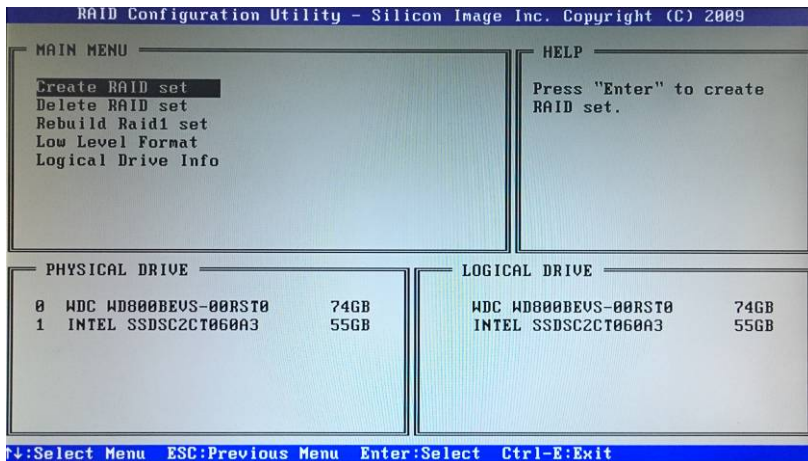 RAID Configuration Utility - Silicon Image Inc. Copyright (C) 2009
MAIN MENU
Create RAID set
Delete RAID set
Rebuild Raid1 set
Low Level Format
Logical Drive Info
HELP
Press "Enter" to create
RAID set.
PHYSICAL DRIVE
0 WDC WD800BEVS-00RST0 74GB
1 INTEL SSDSC2CT060A3 55GB
LOGICAL DRIVE
WDC WD800BEVS-00RST0 74GB
INTEL SSDSC2CT060A3 55GB
↑↓:Select Menu ESC:Previous Menu Enter:Select Ctrl-E:Exit